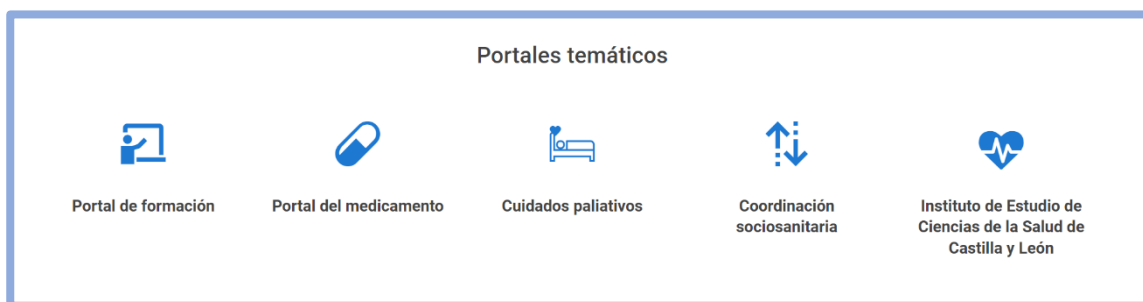 Portales temáticos
Portal de formación
Portal del medicamento
Cuidados paliativos
Coordinación
sociosanitaria
Instituto de Estudio de
Ciencias de la Salud de
Castilla y León